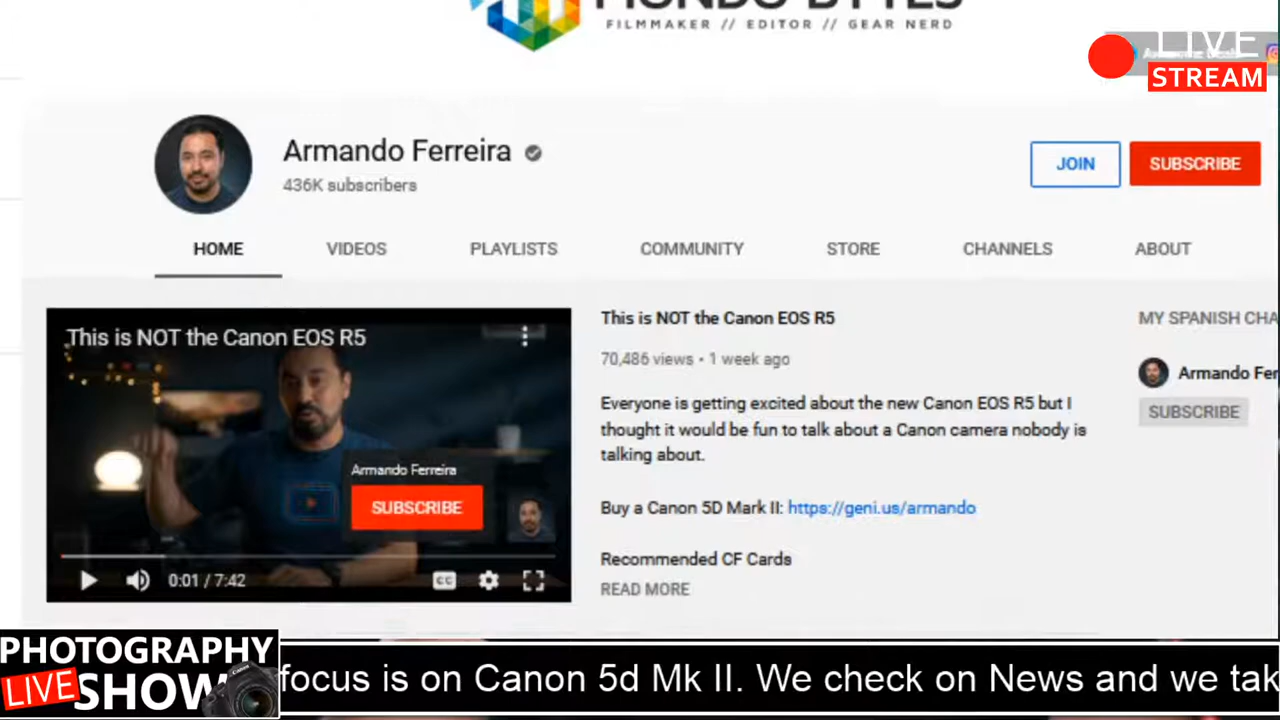 FILMMAKER // EDITOR // GEAR NERD
LIVE
STREAM
Armando Ferreira
436K subscribers
JOIN
SUBSCRIBE
HOME
VIDEOS
PLAYLISTS
COMMUNITY
STORE
CHANNELS
ABOUT
This is NOT the Canon EOS R5
Armando Ferreira
SUBSCRIBE
0:01 / 7:42
CC
This is NOT the Canon EOS R5
70,486 views • 1 week ago
Everyone is getting excited about the new Canon EOS R5 but I
thought it would be fun to talk about a Canon camera nobody is
talking about.
Buy a Canon 5D Mark II: https://geni.us/armando
Recommended CF Cards
READ MORE
MY SPANISH CHA
Armando Fer
SUBSCRIBE
PHOTOGRAPHY
LIVE SHOW
Canon
focus is on Canon 5d Mk II. We check on News and we tak